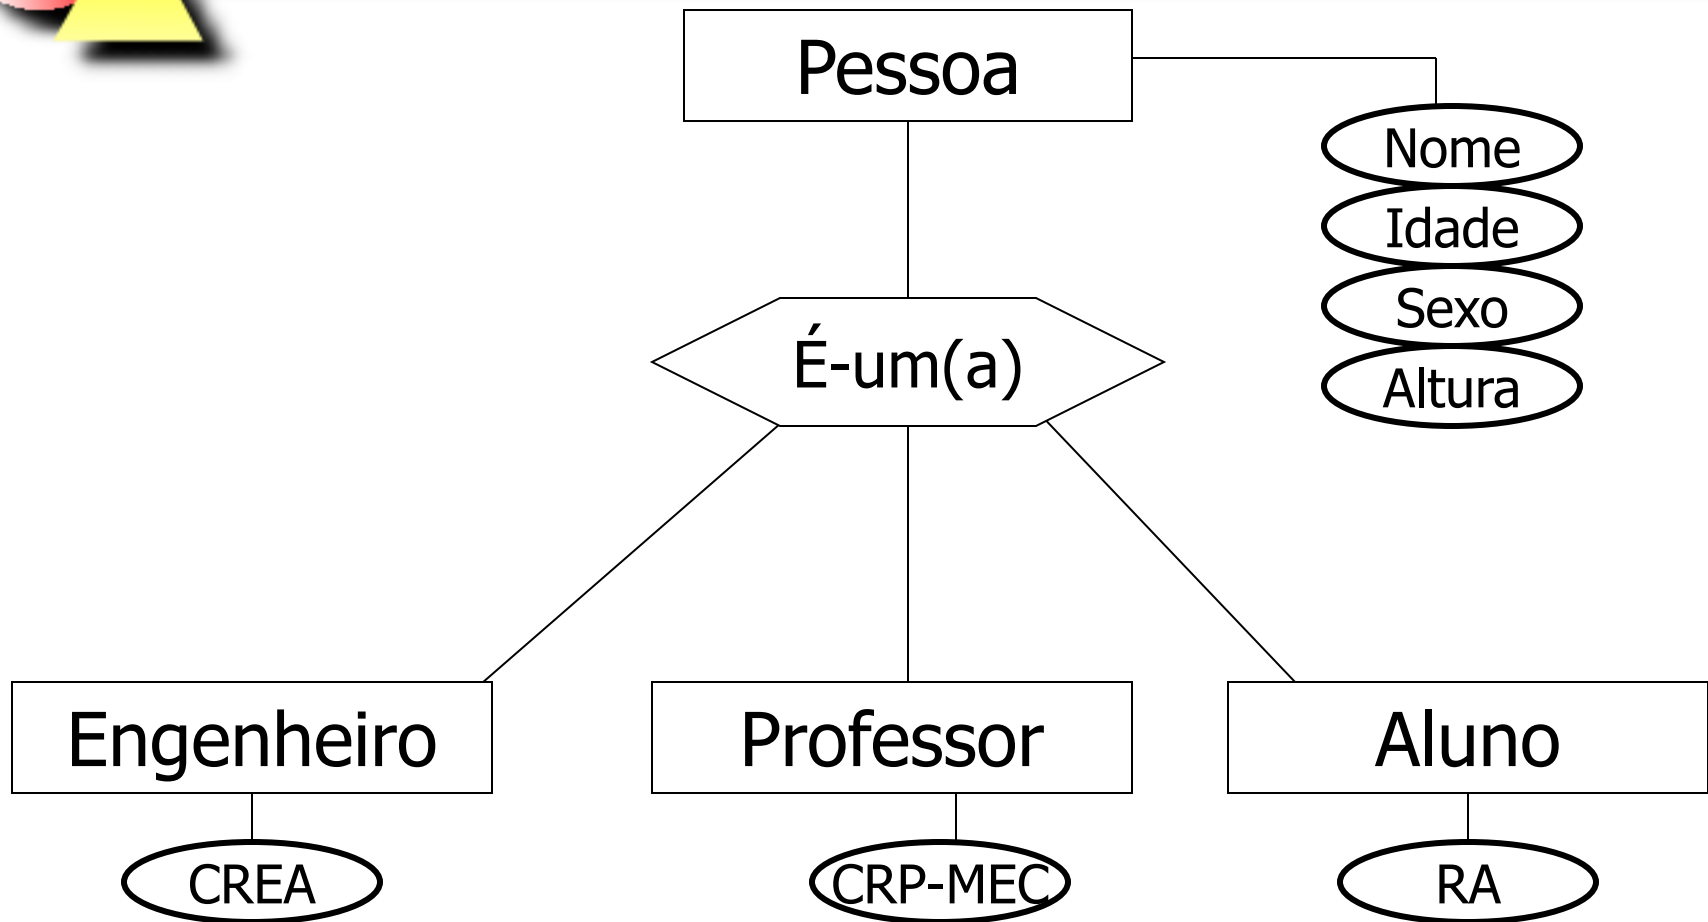 Pessoa
Nome
Idade
Sexo
Altura
É-um(a)
Engenheiro
Professor
Aluno
CREA
CRP-MEC
RA